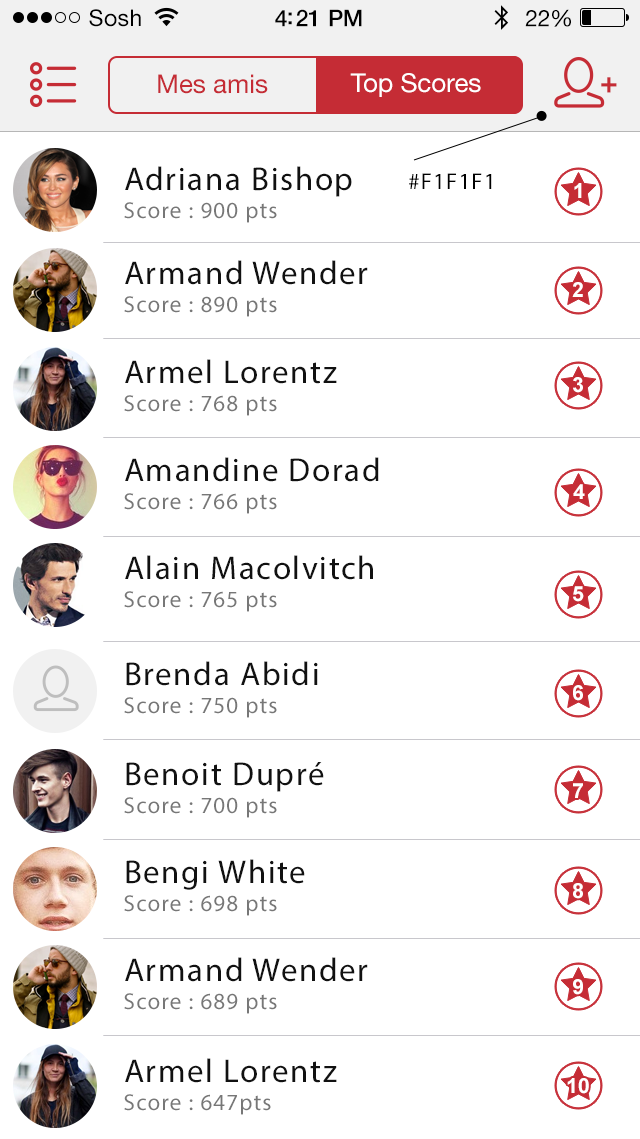 Sosh 4:21 PM 22%
Mes amis Top Scores
#F1F1F1
Adriana Bishop
Score : 900 pts
1
Armand Wender
Score : 890 pts
2
Armel Lorentz
Score : 768 pts
3
Amandine Dorad
Score : 766 pts
4
Alain Macolvitch
Score : 765 pts
5
Brenda Abidi
Score : 750 pts
6
Benoit Dupré
Score : 700 pts
7
Bengi White
Score : 698 pts
8
Armand Wender
Score : 689 pts
9
Armel Lorentz
Score : 647pts
10